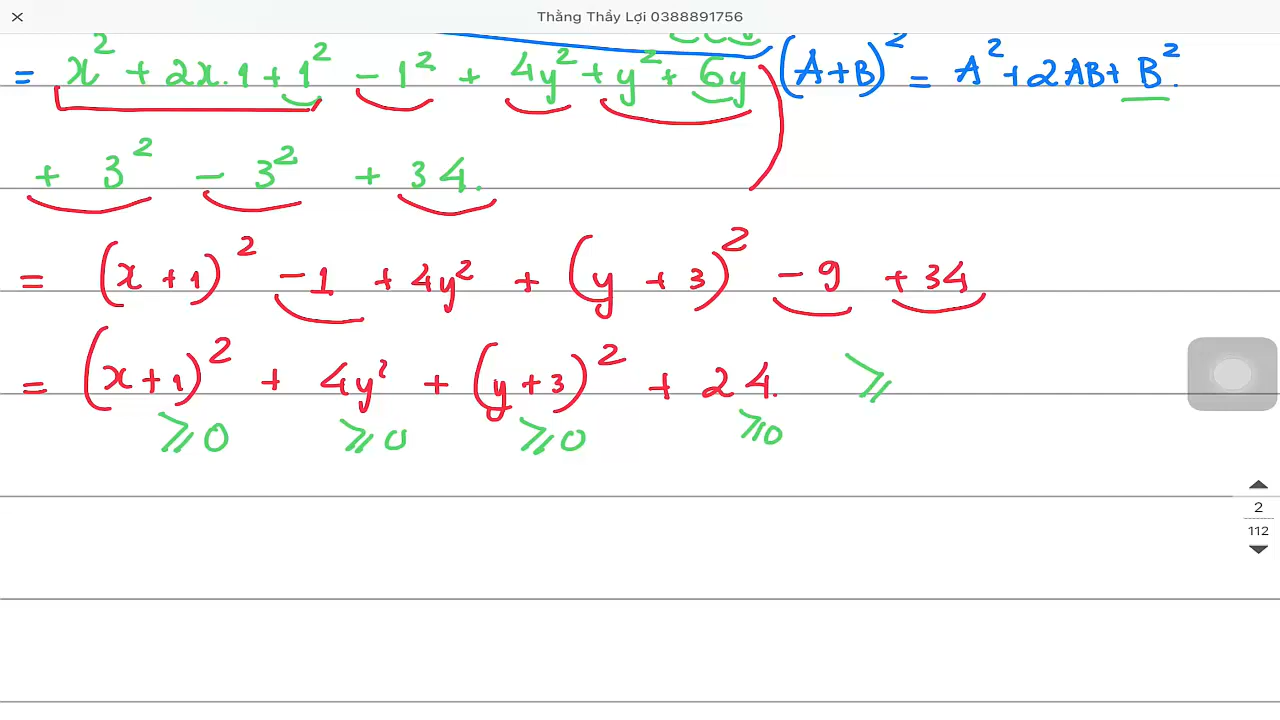 Thằng Thầy Lợi 0388891756
= x² + 2x.1 + 1² - 1² + 4y² + y² + 6y (A+B)² = A² + 2AB + B².
+ 3² - 3² + 34.
= (x + 1)² - 1 + 4y² + (y + 3)² - 9 + 34
= (x + 1)² + 4y² + (y + 3)² + 24. ⩾
⩾0 ⩾0 ⩾0 ⩾0
2
112